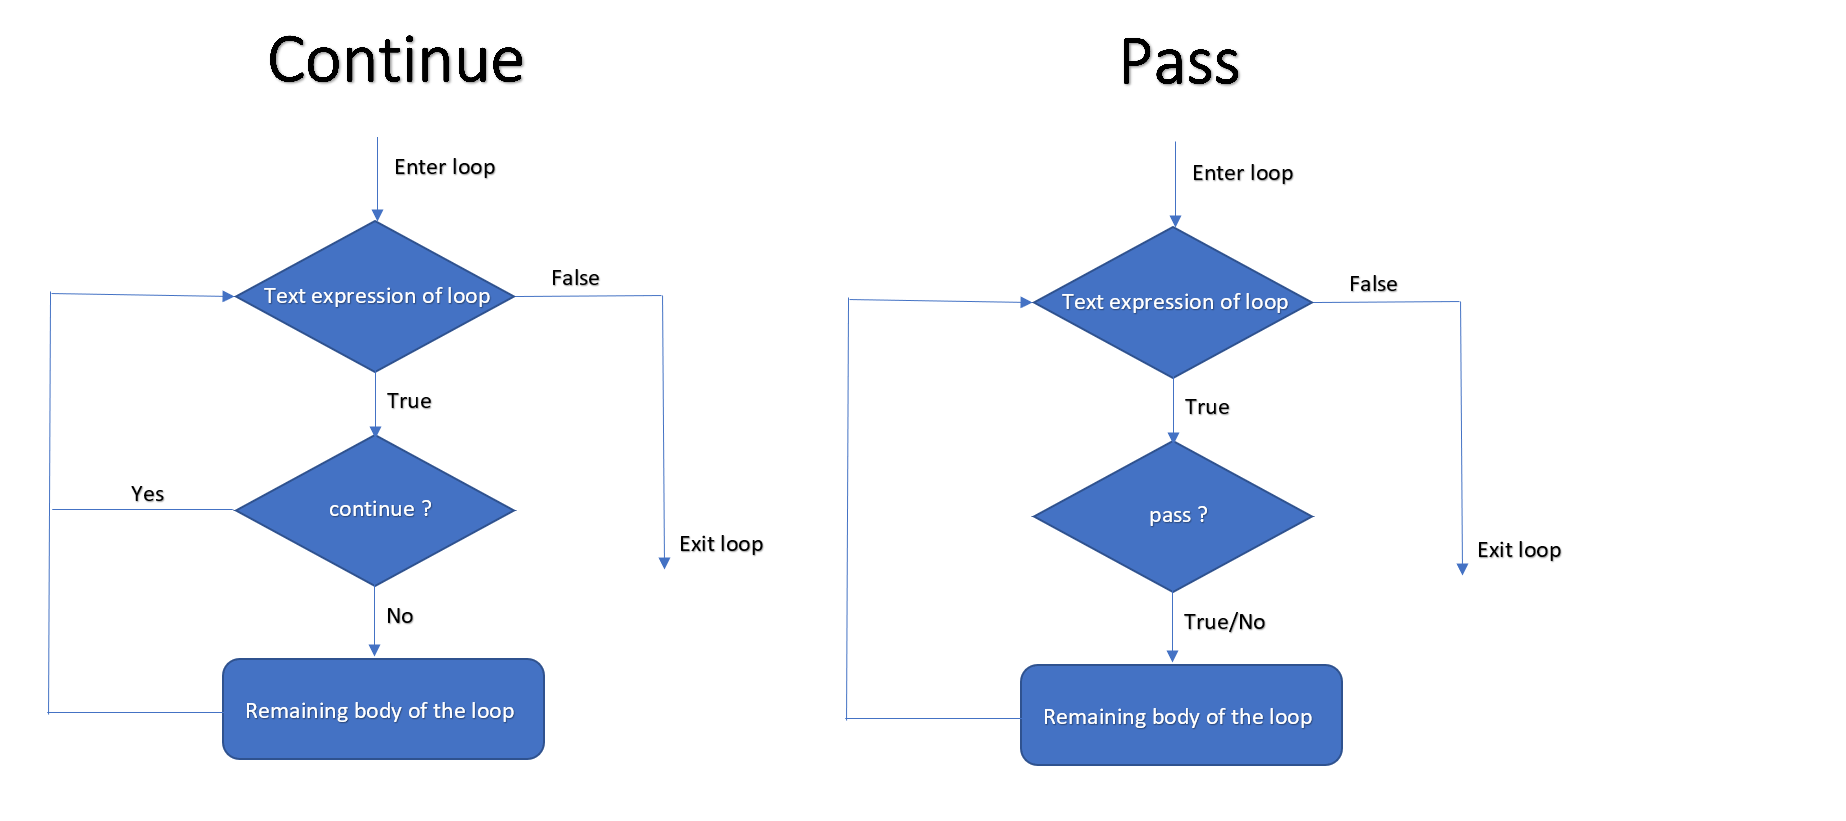 Continue
Enter loop
Text expression of loop
False
True
continue ?
Yes
Exit loop
No
Remaining body of the loop
Pass
Enter loop
Text expression of loop
False
True
pass ?
Exit loop
True/No
Remaining body of the loop